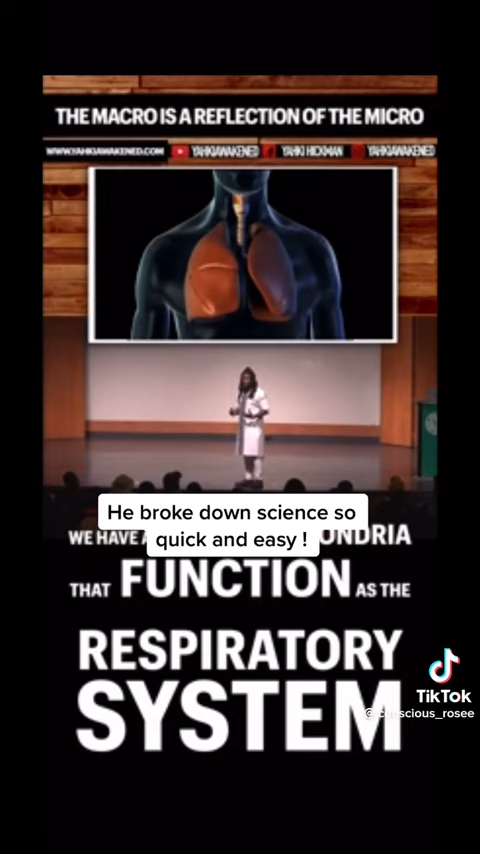 THE MACRO IS A REFLECTION OF THE MICRO
WWW.YAHKIAWAKENED.COM YAHKIAWAKENED YAHKI HICKMAN YAHKIAWAKENED
He broke down science so
quick and easy !
WE HAVE
THAT FUNCTION AS THE
RESPIRATORY
SYSTEM
TikTok
@conscious_rosee